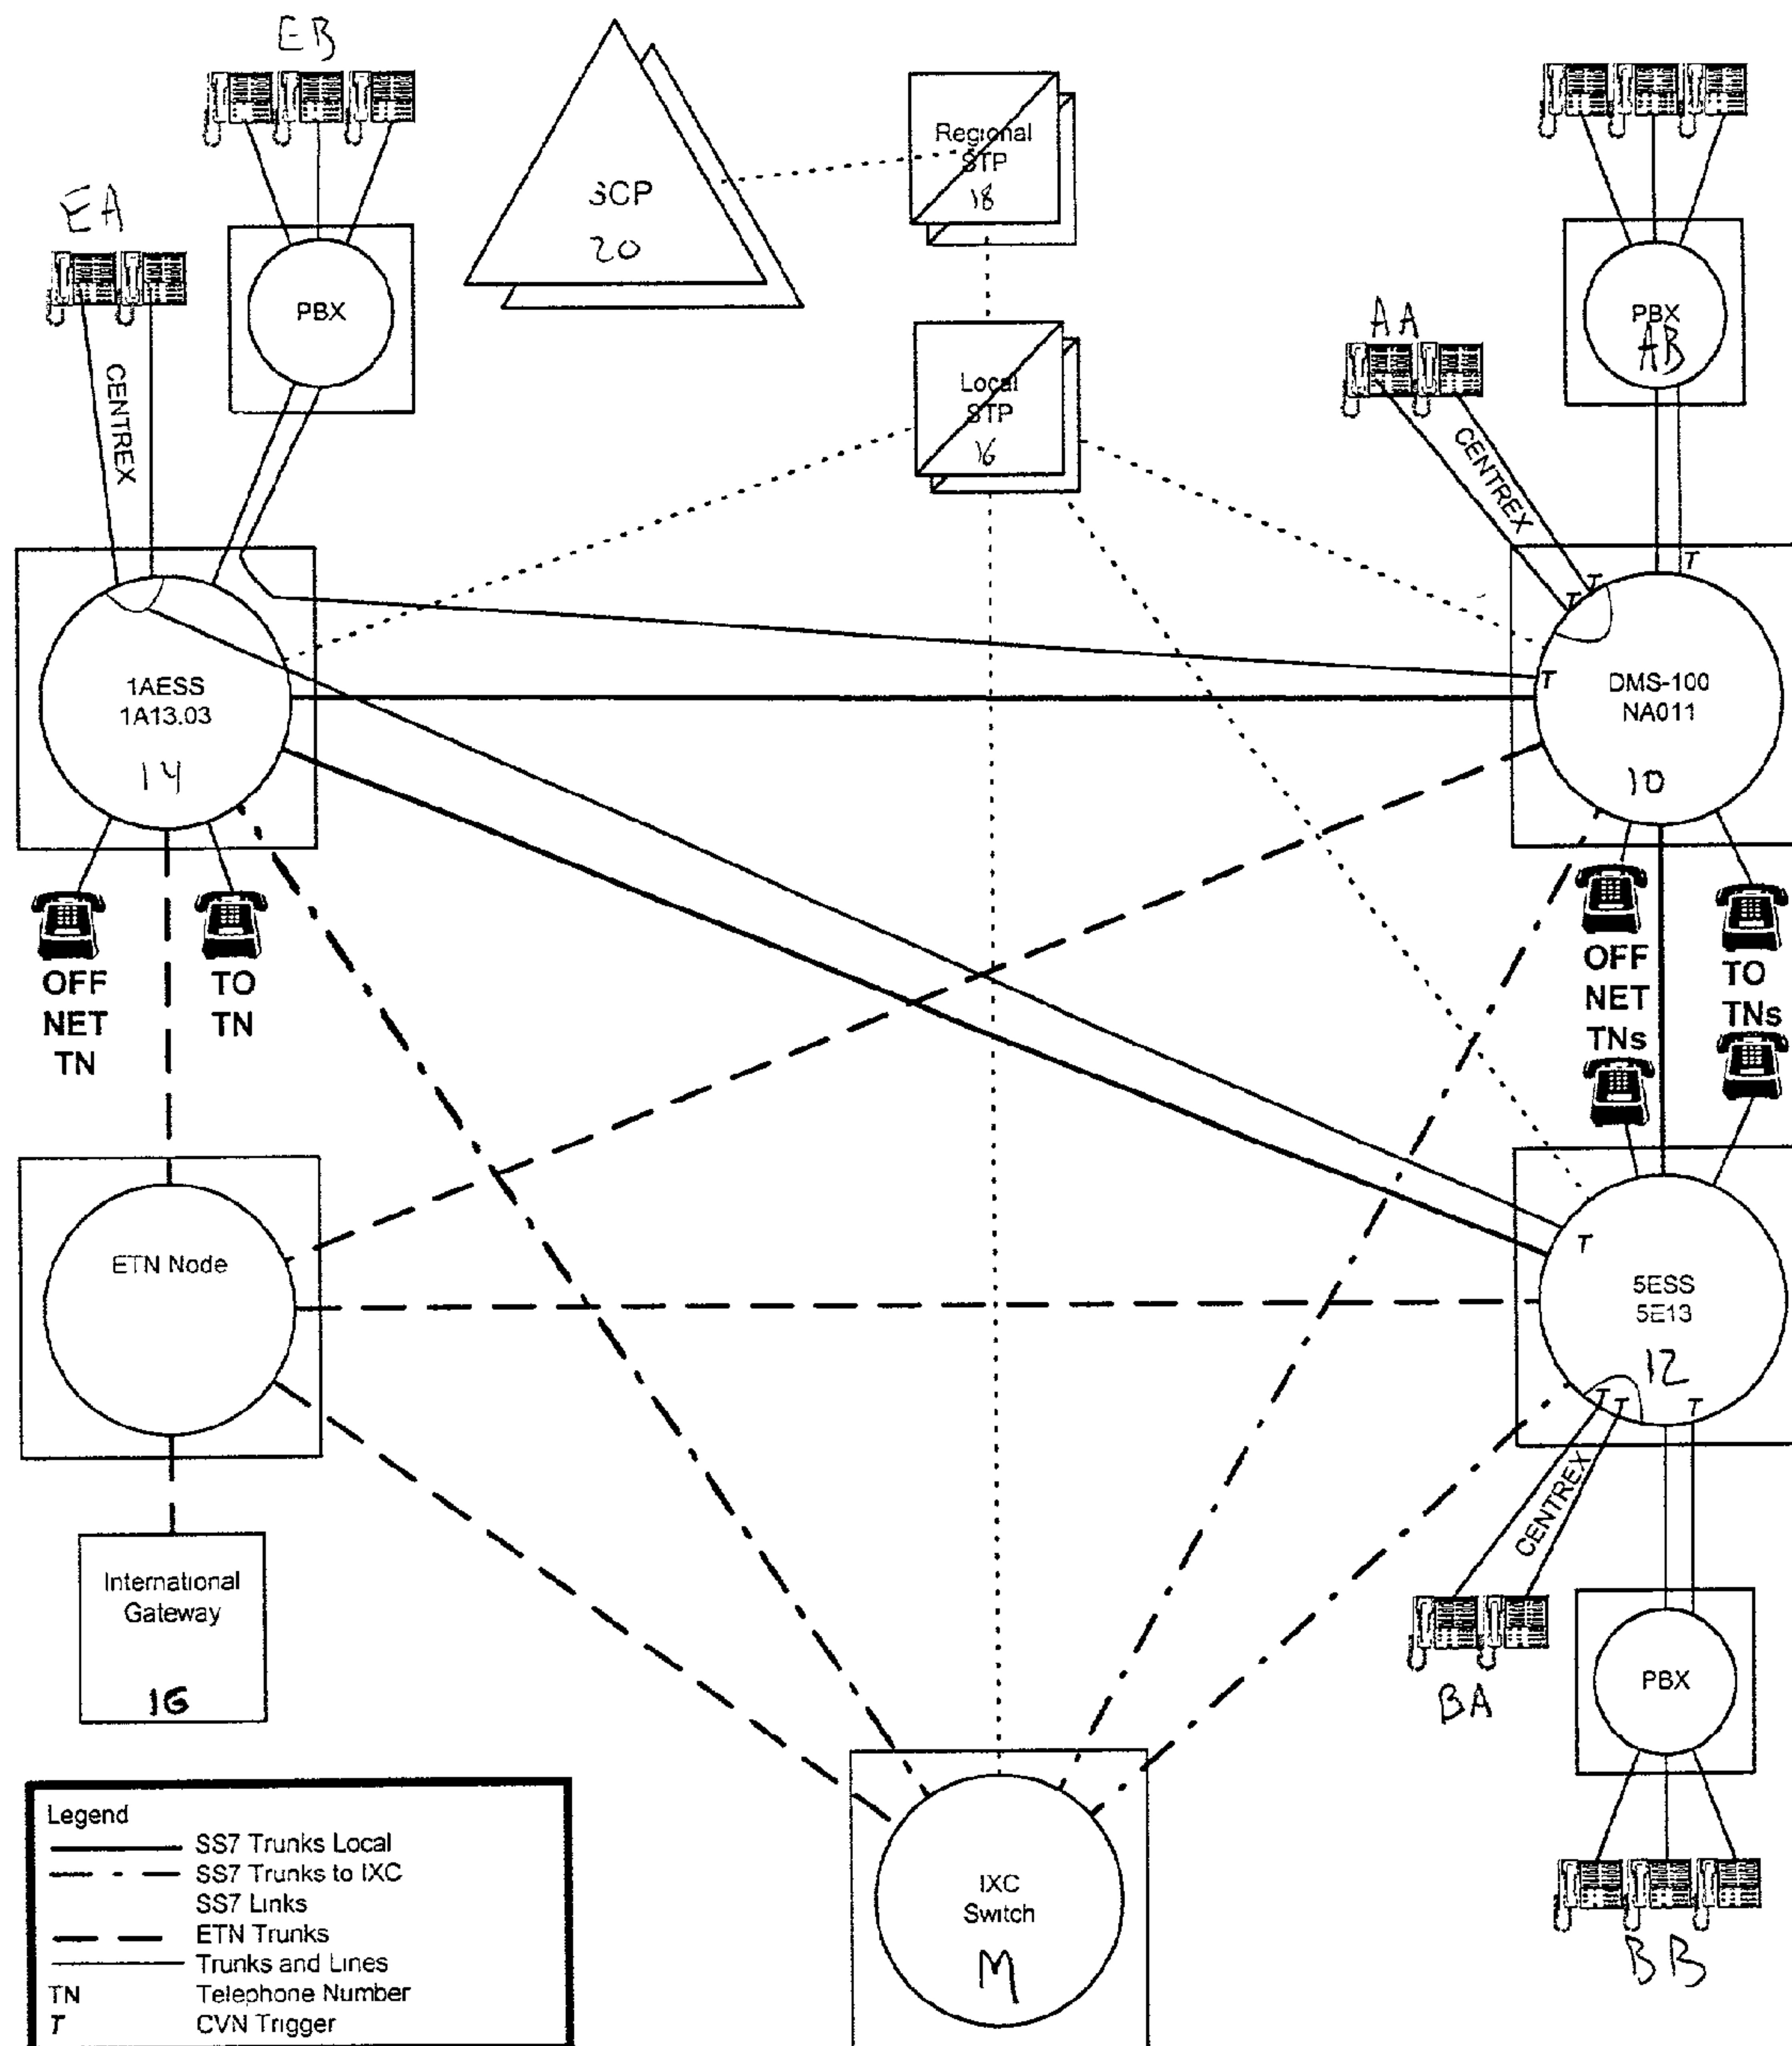 EB
EA
CENTREX
PBX
SCP
20
Regional
STP
18
Local
STP
16
AA
CENTREX
PBX
AB
T
T
T
T
1AESS
1A13.03
14
DMS-100
NA011
10
OFF
NET
TN
TO
TN
OFF
NET
TNs
TO
TNs
ETN Node
T
5ESS
5E13
12
T
T
T
CENTREX
BA
International
Gateway
IG
PBX
BB
IXC
Switch
M
Legend
SS7 Trunks Local
SS7 Trunks to IXC
SS7 Links
ETN Trunks
Trunks and Lines
TN Telephone Number
T CVN Trigger